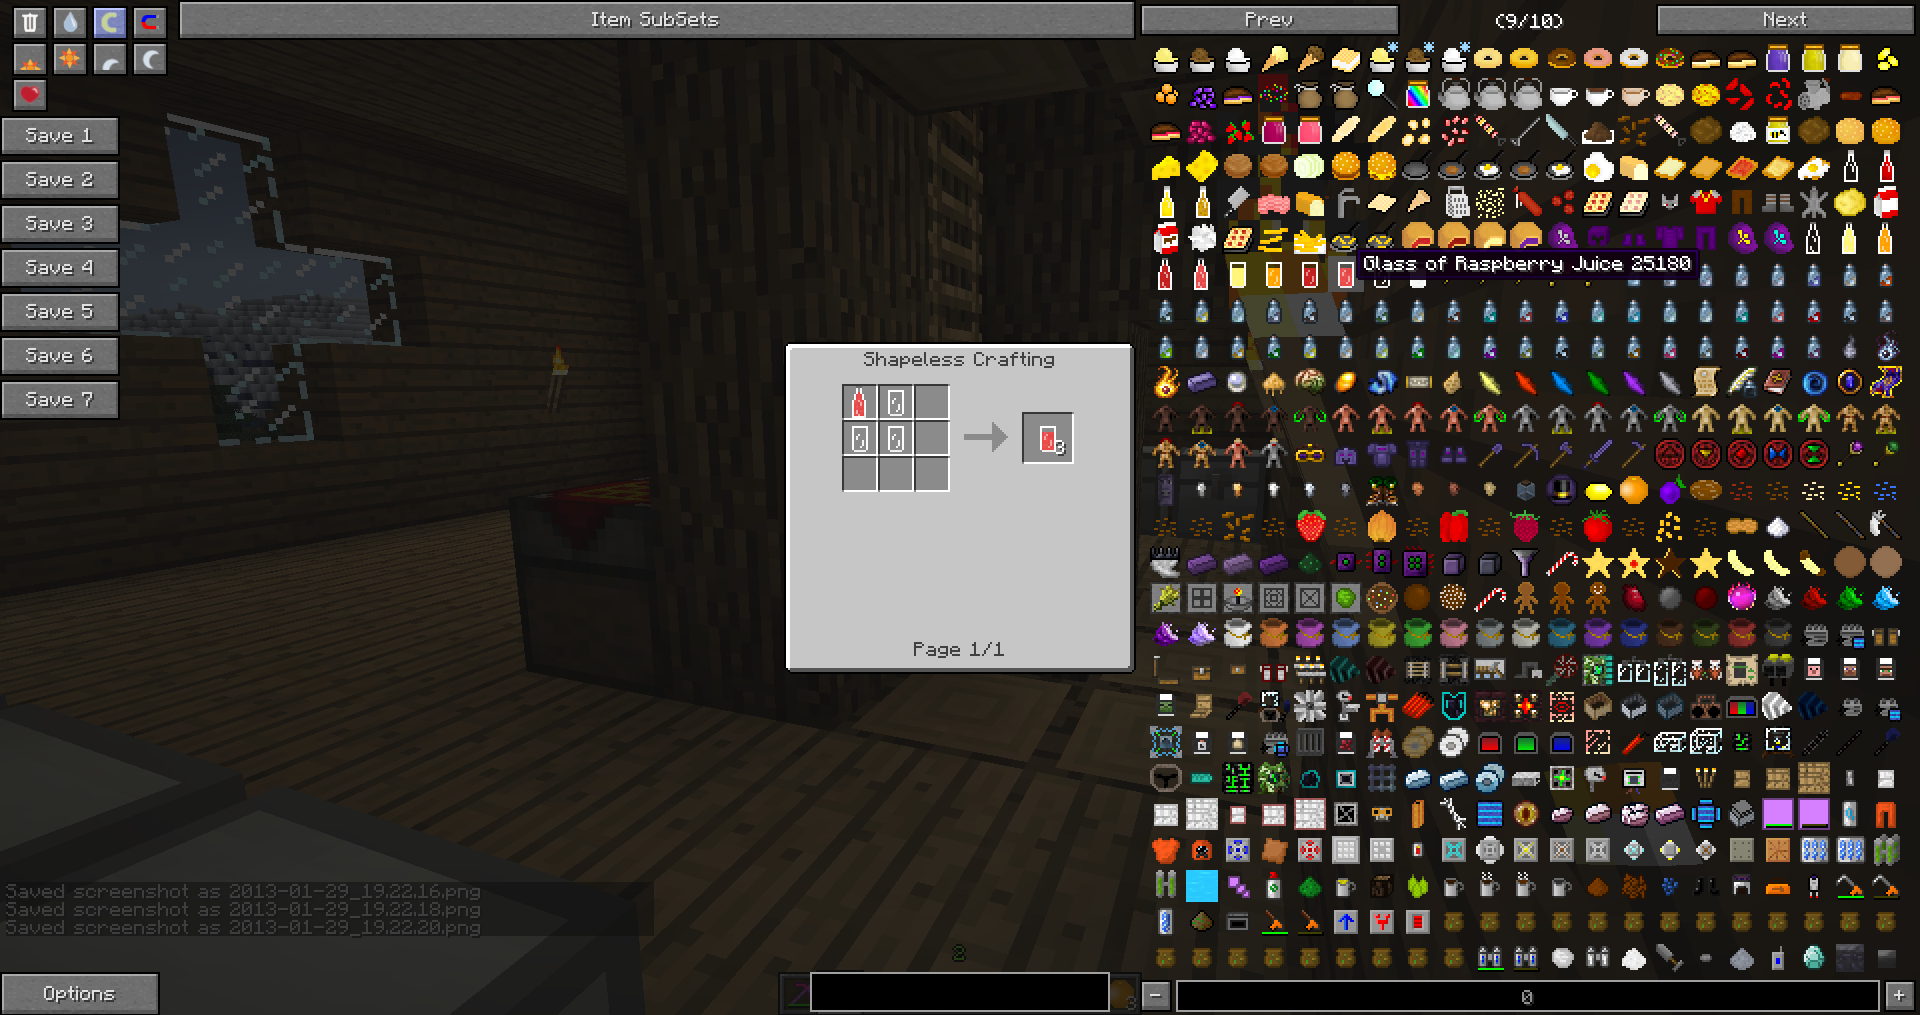 Item SubSets
Prev
(9/10)
Next
Save 1
Save 2
Save 3
Save 4
Save 5
Save 6
Save 7
Glass of Raspberry Juice 25180
Shapeless Crafting
3
Page 1/1
Saved screenshot as 2013-01-29_19.22.16.png
Saved screenshot as 2013-01-29_19.22.18.png
Saved screenshot as 2013-01-29_19.22.20.png
2
Options
3
-
0
+